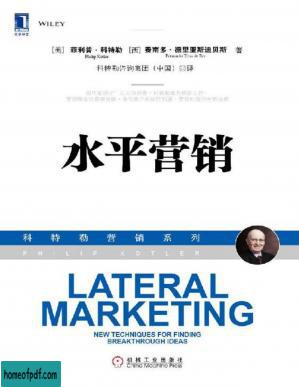 WILEY
[美] 菲利普·科特勒 [西] 费南多·德里亚斯迪贝斯 著
Philip Kotler
科特勒咨询集团（中国）◎译
水平营销
科特勒营销系列
PHILIP KOTLER
LATERAL
MARKETING
NEW TECHNIQUES FOR FINDING
BREAKTHROUGH IDEAS
机械工业出版社
China Machine Press
homeofpdf.com